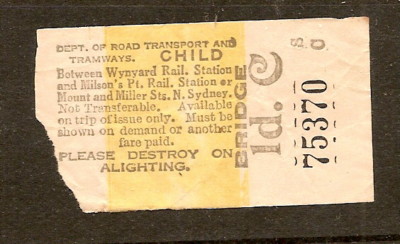 DEPT. OF ROAD TRANSPORT AND
TRAMWAYS. CHILD
Between Wynyard Rail. Station
and Milson's Pt. Rail. Station or
Mount and Miller Sts. N. Sydney.
Not Transferable. Available
on trip of issue only. Must be
shown on demand or another
fare paid.
PLEASE DESTROY ON
ALIGHTING.
BRIDGE
1d. C
75370